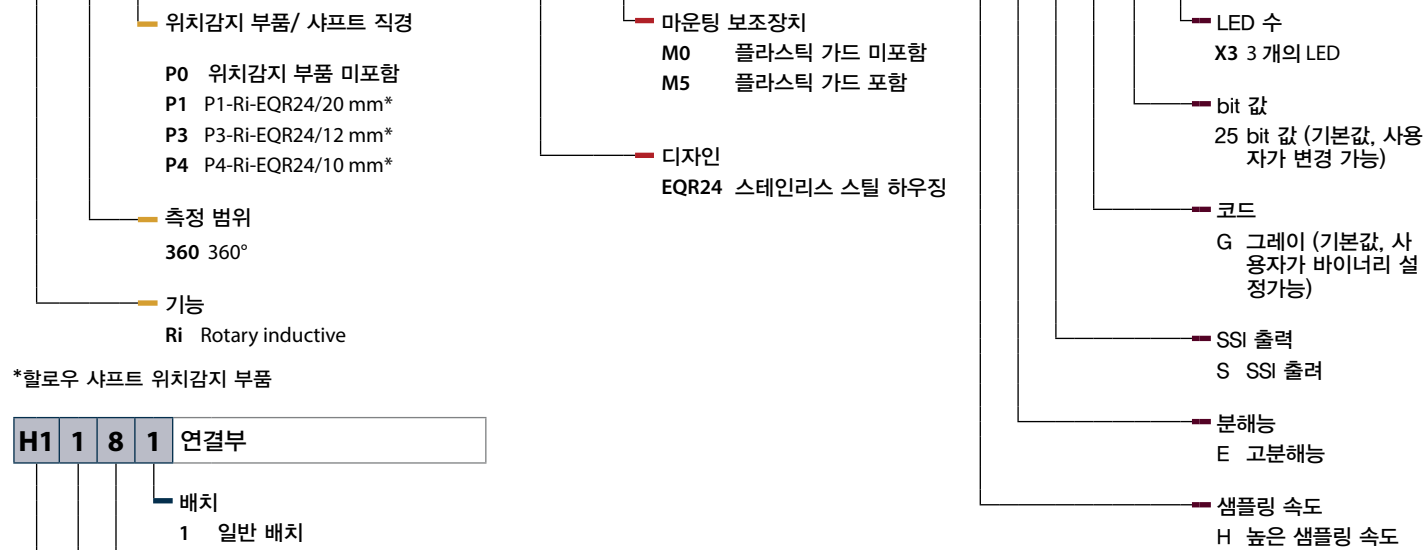 위치감지 부품/ 샤프트 직경
P0 위치감지 부품 미포함
P1 P1-Ri-EQR24/20 mm*
P3 P3-Ri-EQR24/12 mm*
P4 P4-Ri-EQR24/10 mm*
측정 범위
360 360°
기능
Ri Rotary inductive
*할로우 샤프트 위치감지 부품
H1 1 8 1 연결부
배치
1 일반 배치
마운팅 보조장치
M0 플라스틱 가드 미포함
M5 플라스틱 가드 포함
디자인
EQR24 스테인리스 스틸 하우징
LED 수
X3 3 개의 LED
bit 값
25 bit 값 (기본값, 사용
자가 변경 가능)
코드
G 그레이 (기본값, 사
용자가 바이너리 설
정가능)
SSI 출력
S SSI 출려
분해능
E 고분해능
샘플링 속도
H 높은 샘플링 속도